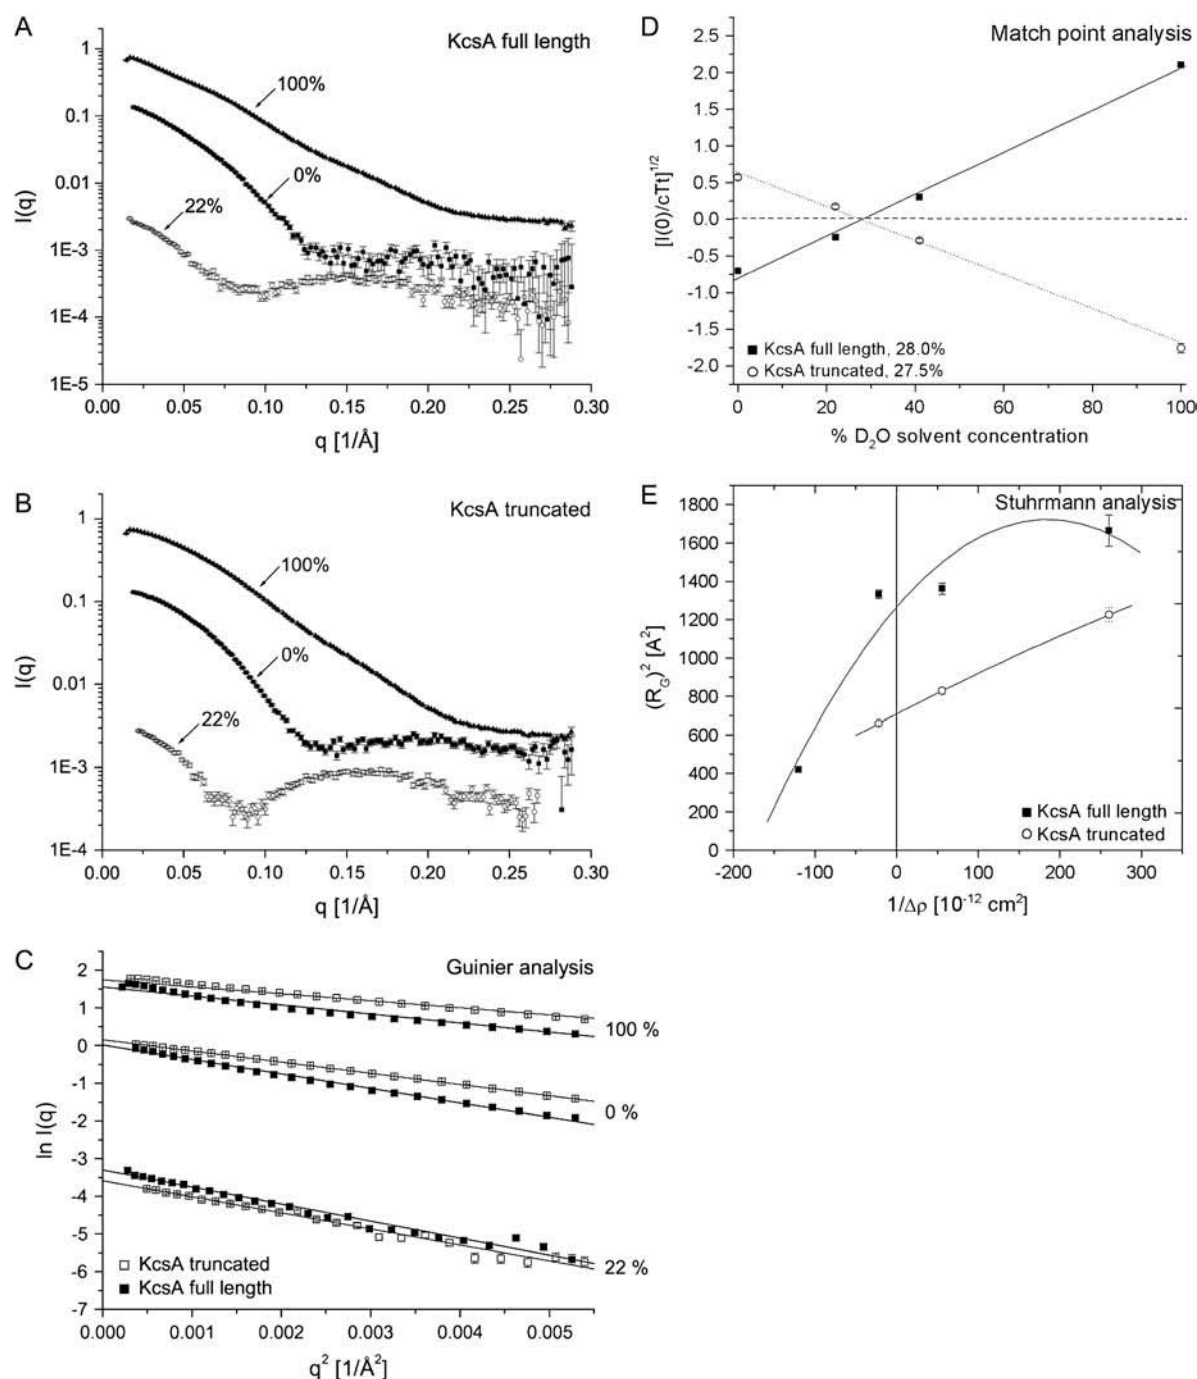 A
KcsA full length
1
0.1
0.01
1E-3
1E-4
1E-5
I(q)
100%
0%
22%
0.00 0.05 0.10 0.15 0.20 0.25 0.30
q [1/Å]
B
KcsA truncated
1
0.1
0.01
1E-3
1E-4
I(q)
100%
0%
22%
0.00 0.05 0.10 0.15 0.20 0.25 0.30
q [1/Å]
C
Guinier analysis
2
1
0
-1
-2
-3
-4
-5
-6
-7
ln I(q)
100 %
0 %
22 %
KcsA truncated
KcsA full length
0.000 0.001 0.002 0.003 0.004 0.005
q² [1/Å²]
D
Match point analysis
2.5
2.0
1.5
1.0
0.5
0.0
-0.5
-1.0
-1.5
-2.0
[I(0)/cTt]^1/2
KcsA full length, 28.0%
KcsA truncated, 27.5%
0 20 40 60 80 100
% D₂O solvent concentration
E
Stuhrmann analysis
1800
1600
1400
1200
1000
800
600
400
200
0
(R_G)² [A²]
KcsA full length
KcsA truncated
-200 -100 0 100 200 300
1/Δρ [10⁻¹² cm²]